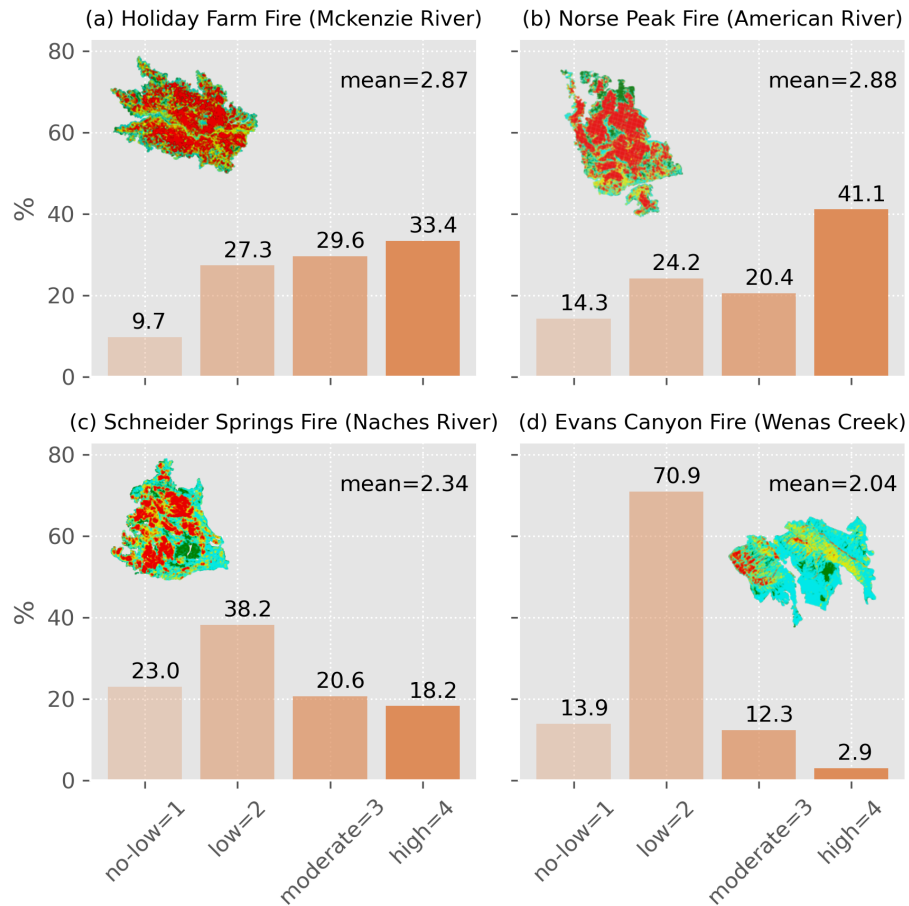 (a) Holiday Farm Fire (Mckenzie River)
(b) Norse Peak Fire (American River)
80
60
40
20
0
%
mean=2.87
9.7
27.3
29.6
33.4
mean=2.88
14.3
24.2
20.4
41.1
(c) Schneider Springs Fire (Naches River)
(d) Evans Canyon Fire (Wenas Creek)
80
60
40
20
0
%
mean=2.34
23.0
38.2
20.6
18.2
mean=2.04
13.9
70.9
12.3
2.9
no-low=1
low=2
moderate=3
high=4
no-low=1
low=2
moderate=3
high=4